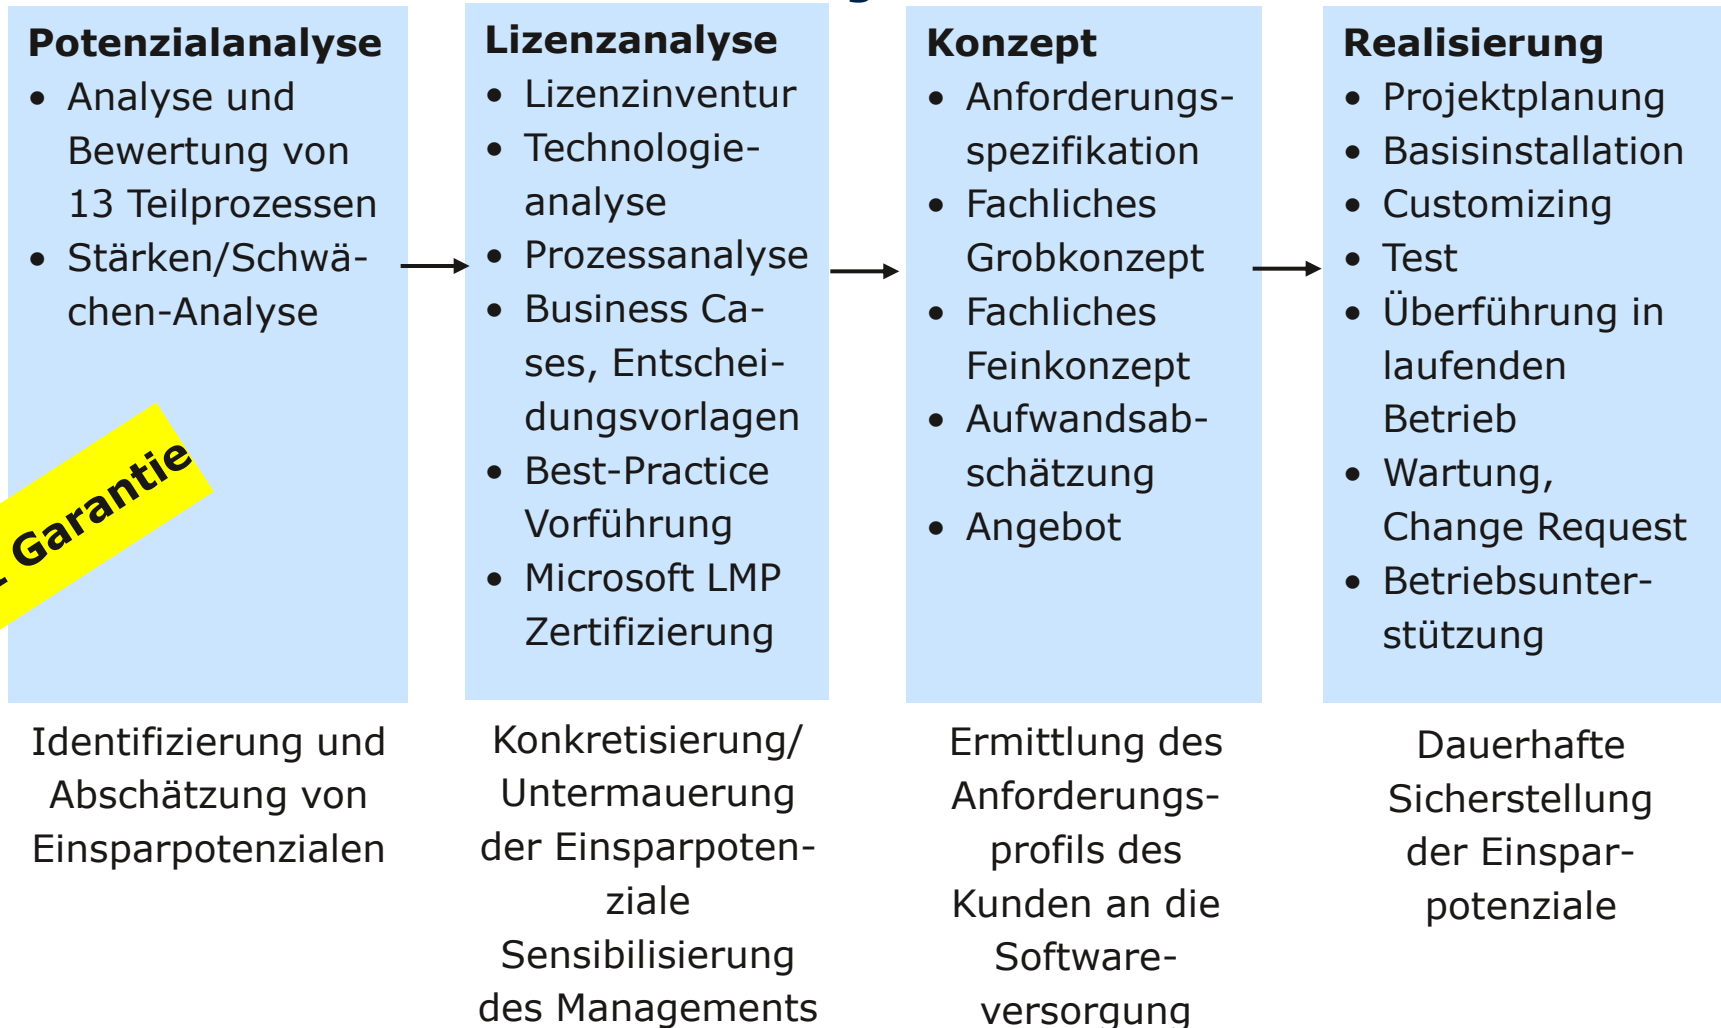 Potenzialanalyse
• Analyse und
Bewertung von
13 Teilprozessen
• Stärken/Schwä-
chen-Analyse
Garantie
Identifizierung und
Abschätzung von
Einsparpotenzialen
Lizenzanalyse
• Lizenzinventur
• Technologie-
analyse
• Prozessanalyse
• Business Ca-
ses, Entschei-
dungsvorlagen
• Best-Practice
Vorführung
• Microsoft LMP
Zertifizierung
Konkretisierung/
Untermauerung
der Einsparpoten-
ziale
Sensibilisierung
des Managements
Konzept
• Anforderungs-
spezifikation
• Fachliches
Grobkonzept
• Fachliches
Feinkonzept
• Aufwandsab-
schätzung
• Angebot
Ermittlung des
Anforderungs-
profils des
Kunden an die
Software-
versorgung
Realisierung
• Projektplanung
• Basisinstallation
• Customizing
• Test
• Überführung in
laufenden
Betrieb
• Wartung,
Change Request
• Betriebsunter-
stützung
Dauerhafte
Sicherstellung
der Einspar-
potenziale